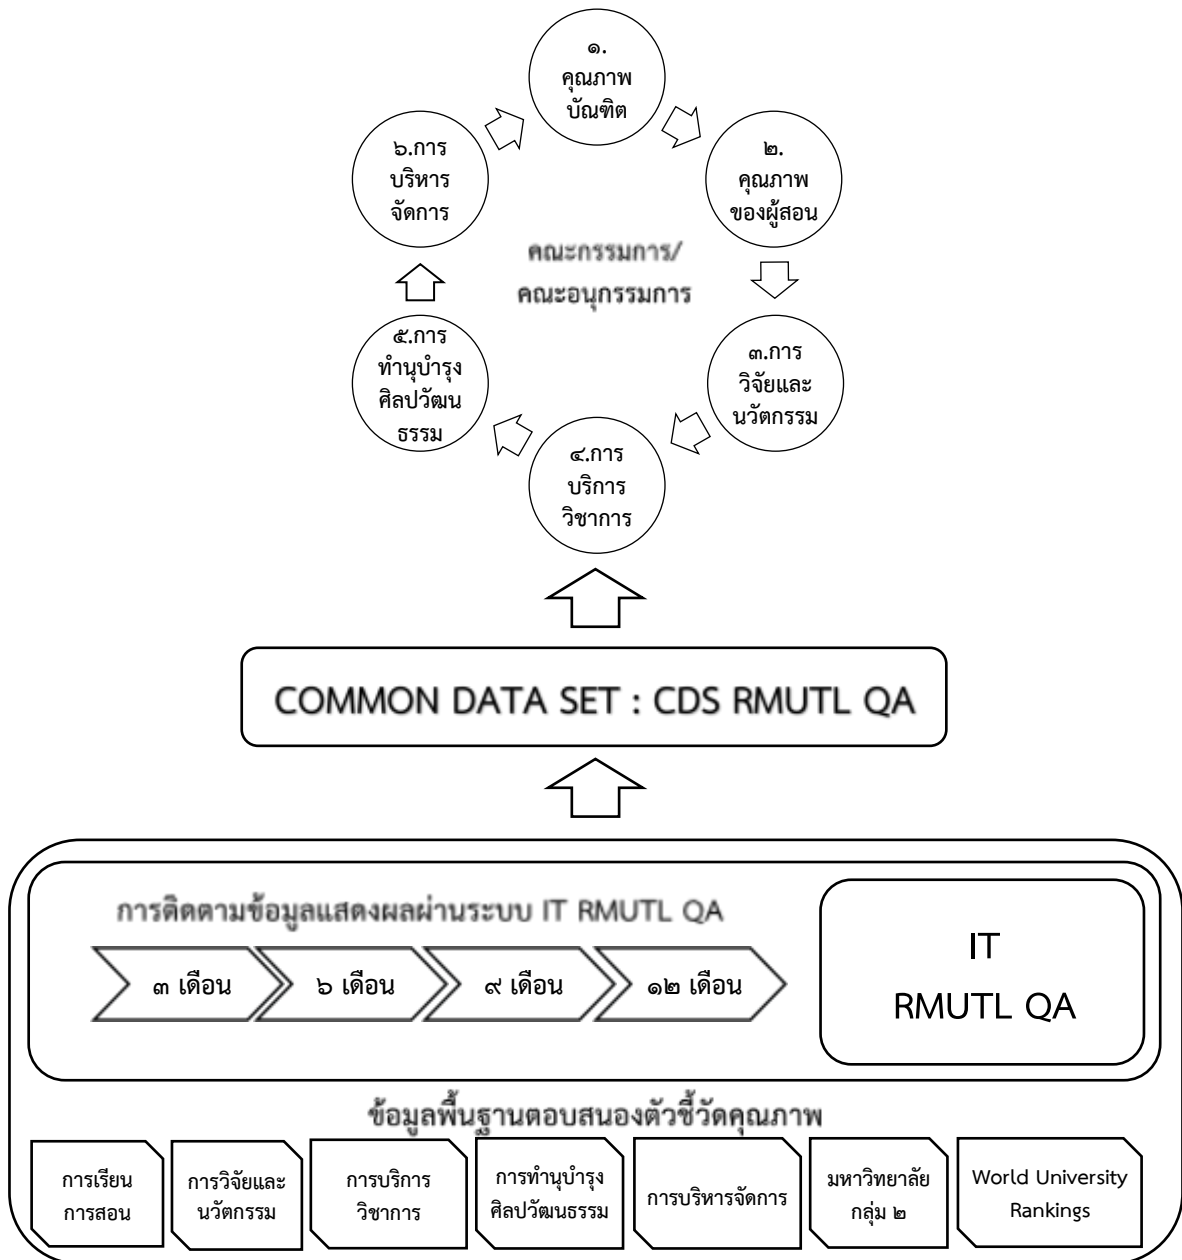 ๑.
คุณภาพ
บัณฑิต
๒.
คุณภาพ
ของผู้สอน
๓.การ
วิจัยและ
นวัตกรรม
๔.การ
บริการ
วิชาการ
๕.การ
ทำนุบำรุง
ศิลปวัฒน
ธรรม
๖.การ
บริหาร
จัดการ
คณะกรรมการ/
คณะอนุกรรมการ
COMMON DATA SET : CDS RMUTL QA
การติดตามข้อมูลแสดงผลผ่านระบบ IT RMUTL QA
๓ เดือน
๖ เดือน
๙ เดือน
๑๒ เดือน
IT
RMUTL QA
ข้อมูลพื้นฐานตอบสนองตัวชี้วัดคุณภาพ
การเรียน
การสอน
การวิจัยและ
นวัตกรรม
การบริการ
วิชาการ
การทำนุบำรุง
ศิลปวัฒนธรรม
การบริหารจัดการ
มหาวิทยาลัย
กลุ่ม ๒
World University
Rankings